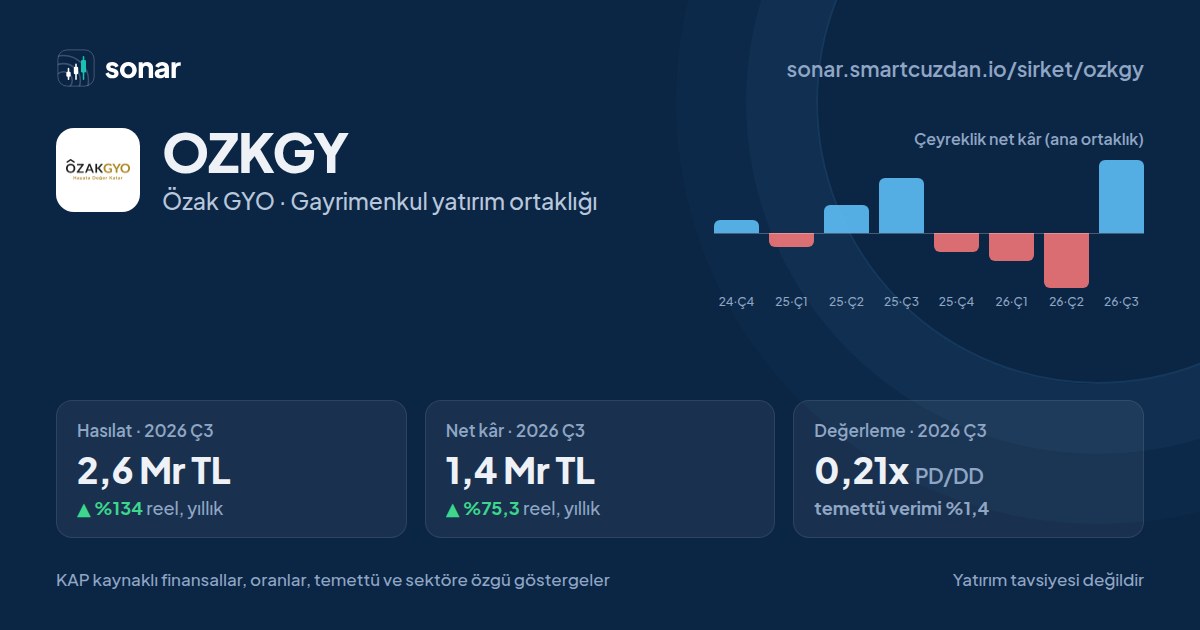 sonar
sonar.smartcuzdan.io/sirket/ozkgy
ÔZAKGYO
Hayata Değer Katar
OZKGY
Özak GYO · Gayrimenkul yatırım ortaklığı
Çeyreklik net kâr (ana ortaklık)
24·Ç4 25·Ç1 25·Ç2 25·Ç3 25·Ç4 26·Ç1 26·Ç2 26·Ç3
Hasılat · 2026 Ç3
2,6 Mr TL
▲ %134 reel, yıllık
Net kâr · 2026 Ç3
1,4 Mr TL
▲ %75,3 reel, yıllık
Değerleme · 2026 Ç3
0,21x PD/DD
temettü verimi %1,4
KAP kaynaklı finansallar, oranlar, temettü ve sektöre özgü göstergeler
Yatırım tavsiyesi değildir